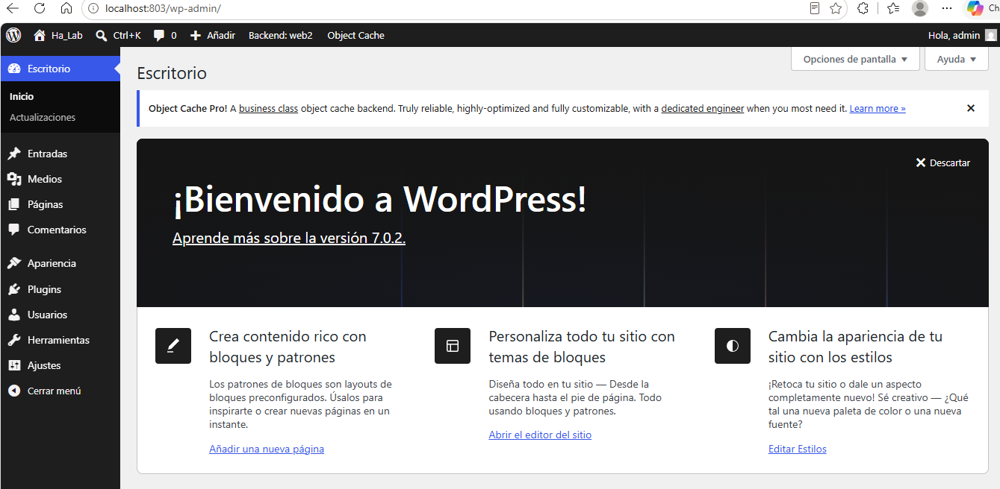 localhost:803/wp-admin/
Ha_Lab Ctrl+K 0 Añadir Backend: web2 Object Cache Hola, admin
Opciones de pantalla Ayuda
Escritorio
Inicio
Actualizaciones
Entradas
Medios
Páginas
Comentarios
Apariencia
Plugins
Usuarios
Herramientas
Ajustes
Cerrar menú
Escritorio
Object Cache Pro! A business class object cache backend. Truly reliable, highly-optimized and fully customizable, with a dedicated engineer when you most need it. Learn more »
Descartar
¡Bienvenido a WordPress!
Aprende más sobre la versión 7.0.2.
Crea contenido rico con
bloques y patrones
Los patrones de bloques son layouts de
bloques preconfigurados. Úsalos para
inspirarte o crear nuevas páginas en un
instante.
Añadir una nueva página
Personaliza todo tu sitio con
temas de bloques
Diseña todo en tu sitio — Desde la
cabecera hasta el pie de página. Todo
usando bloques y patrones.
Abrir el editor del sitio
Cambia la apariencia de tu
sitio con los estilos
¡Retoca tu sitio o dale un aspecto
completamente nuevo! Sé creativo — ¿Qué
tal una nueva paleta de color o una nueva
fuente?
Editar Estilos